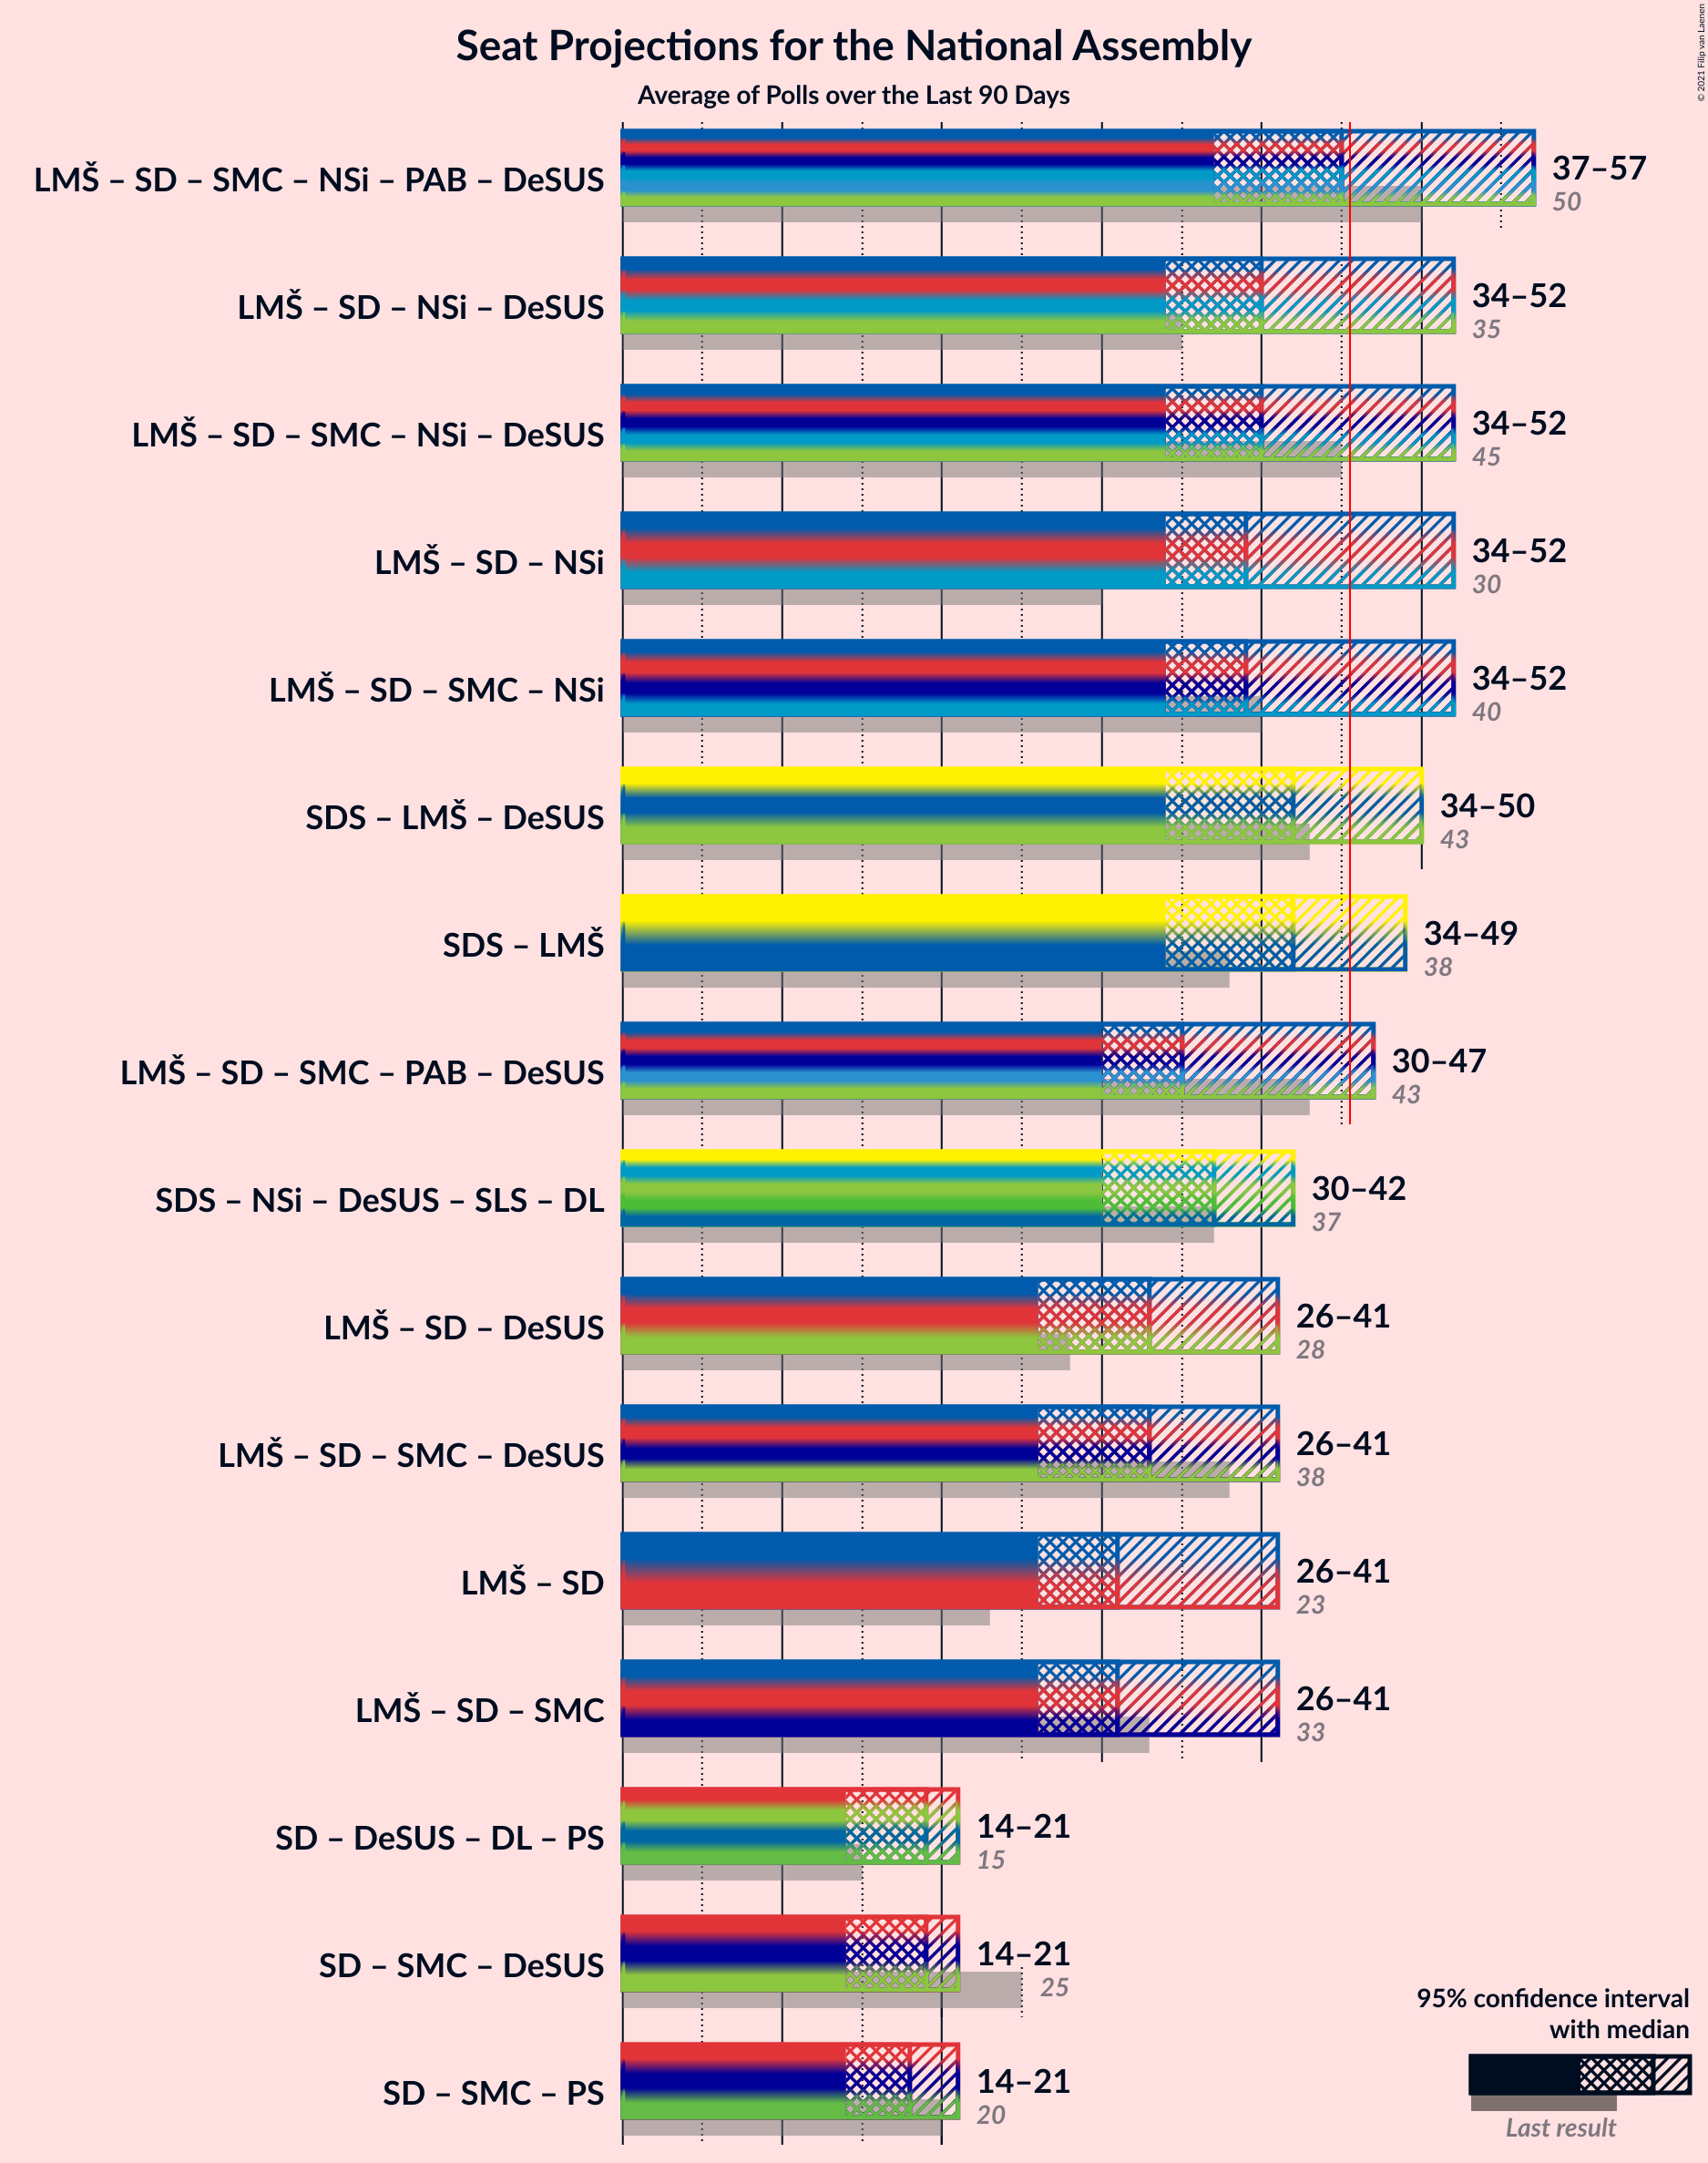 Seat Projections for the National Assembly
Average of Polls over the Last 90 Days
© 2021 Filip van Laenen
LMŠ – SD – SMC – NSi – PAB – DeSUS
37–57
50
LMŠ – SD – NSi – DeSUS
34–52
35
LMŠ – SD – SMC – NSi – DeSUS
34–52
45
LMŠ – SD – NSi
34–52
30
LMŠ – SD – SMC – NSi
34–52
40
SDS – LMŠ – DeSUS
34–50
43
SDS – LMŠ
34–49
38
LMŠ – SD – SMC – PAB – DeSUS
30–47
43
SDS – NSi – DeSUS – SLS – DL
30–42
37
LMŠ – SD – DeSUS
26–41
28
LMŠ – SD – SMC – DeSUS
26–41
38
LMŠ – SD
26–41
23
LMŠ – SD – SMC
26–41
33
SD – DeSUS – DL – PS
14–21
15
SD – SMC – DeSUS
14–21
25
SD – SMC – PS
14–21
20
95% confidence interval
with median
Last result